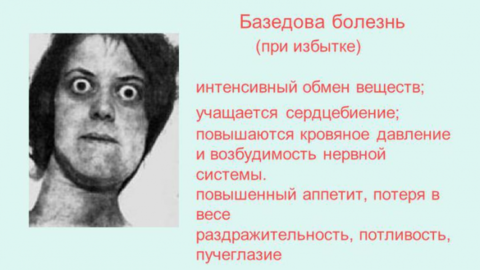 Базедова болезнь
(при избытке)
интенсивный обмен веществ;
учащается сердцебиение;
повышаются кровяное давление
и возбудимость нервной
системы.
повышенный аппетит, потеря в
весе
раздражительность, потливость,
пучеглазие